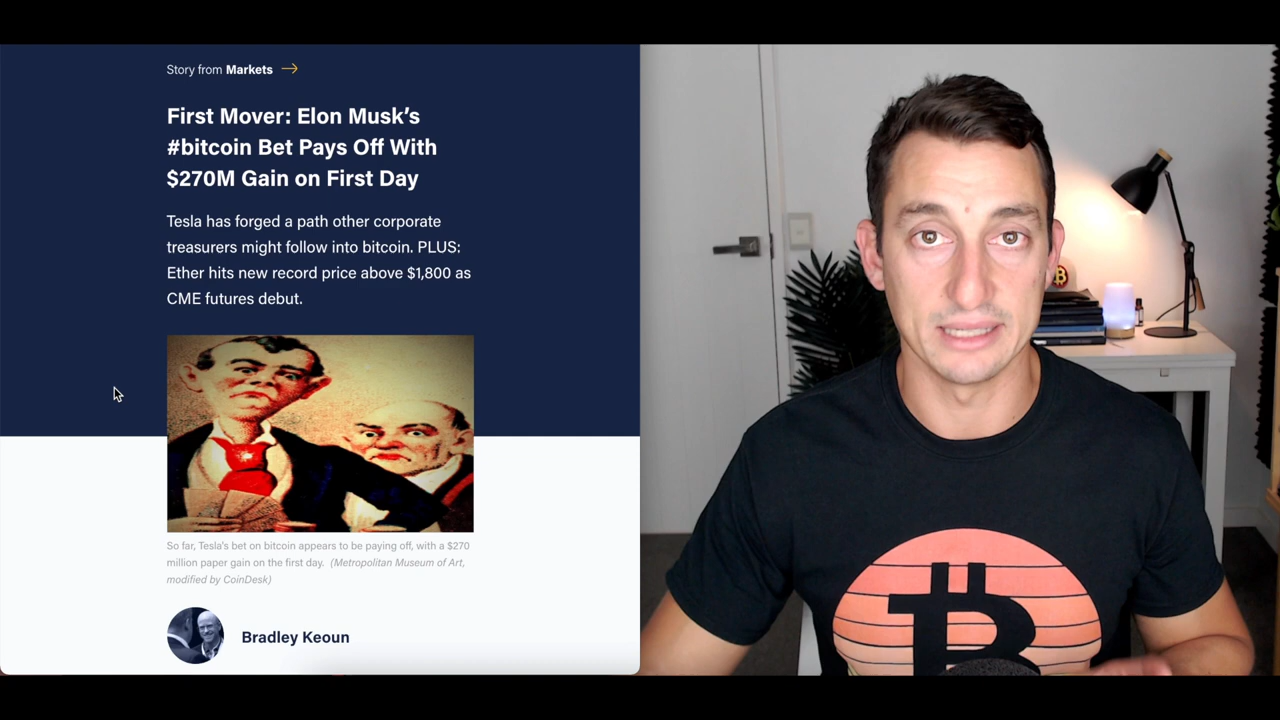 Story from Markets →
First Mover: Elon Musk’s
#bitcoin Bet Pays Off With
$270M Gain on First Day
Tesla has forged a path other corporate
treasurers might follow into bitcoin. PLUS:
Ether hits new record price above $1,800 as
CME futures debut.
So far, Tesla's bet on bitcoin appears to be paying off, with a $270
million paper gain on the first day. (Metropolitan Museum of Art,
modified by CoinDesk)
Bradley Keoun